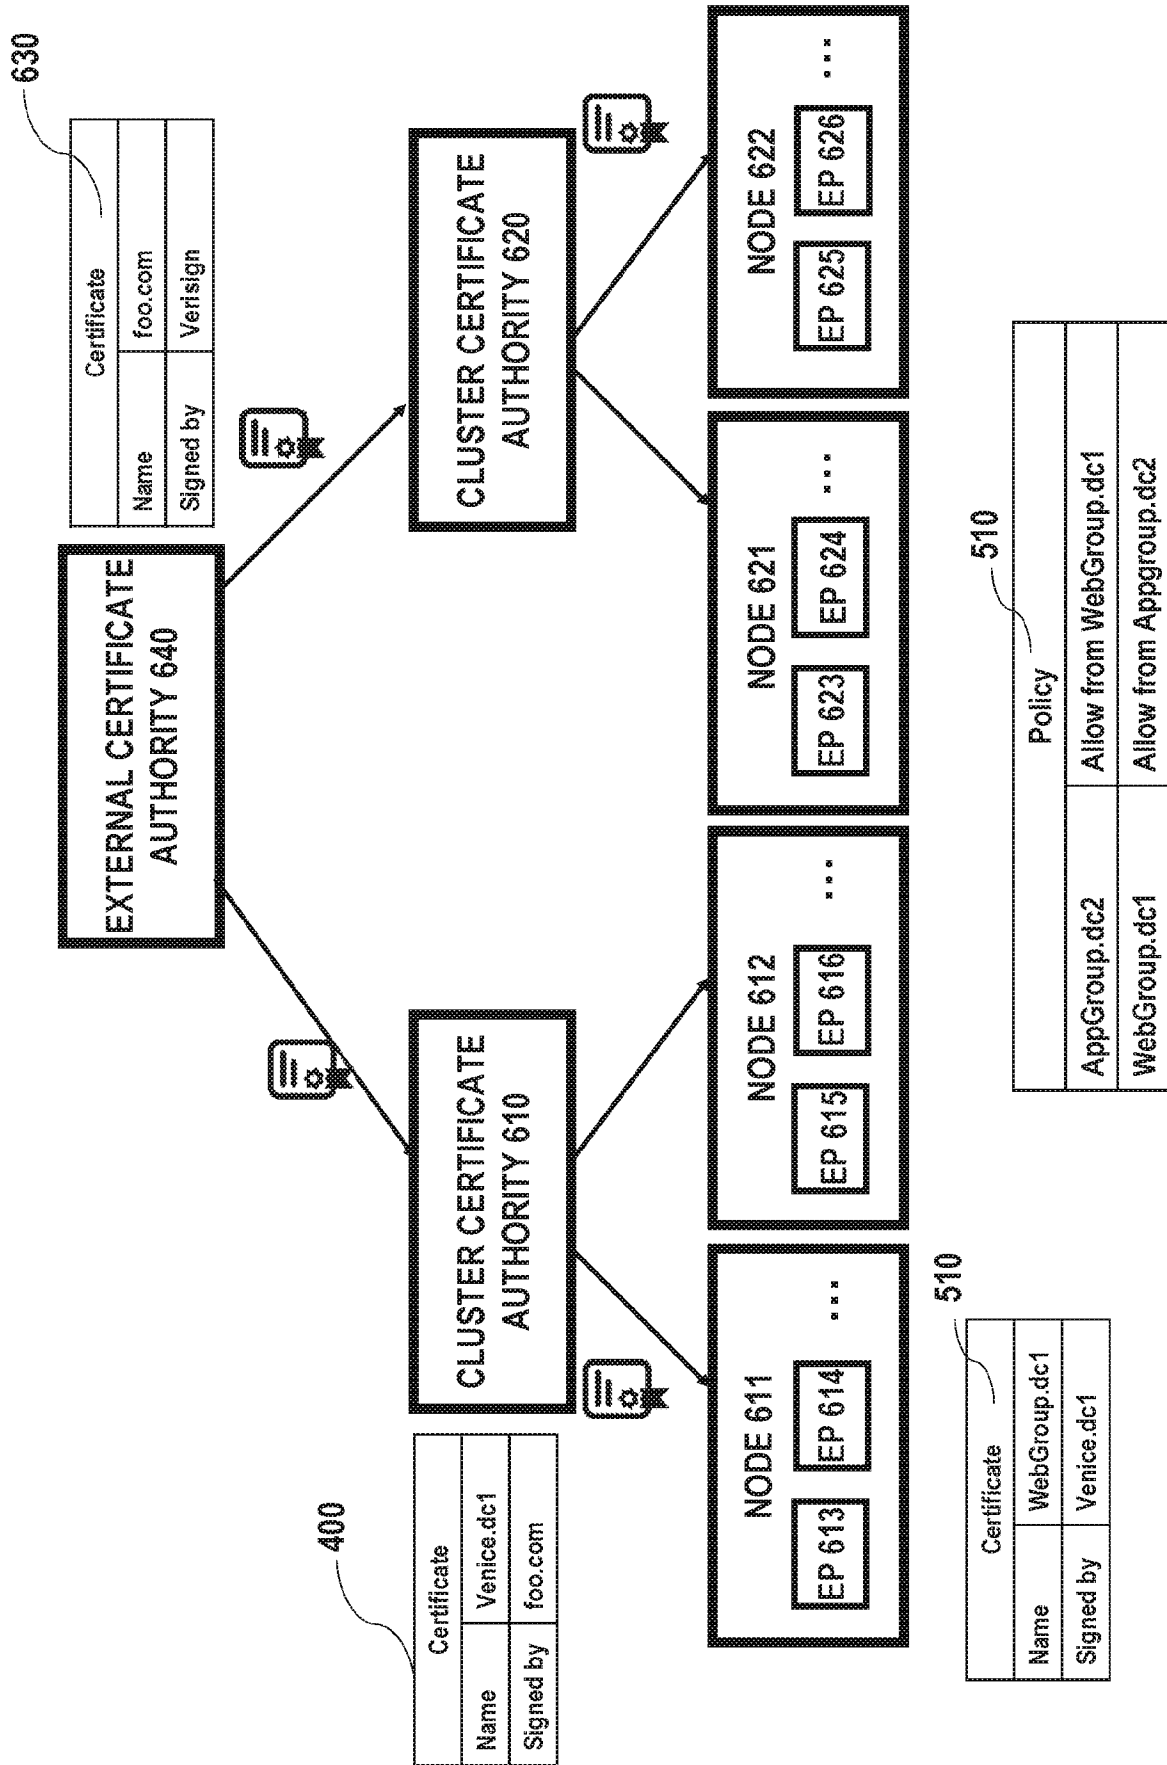 630
Certificate
Name foo.com
Signed by Verisign
EXTERNAL CERTIFICATE
AUTHORITY 640
400
Certificate
Name Venice.dc1
Signed by foo.com
CLUSTER CERTIFICATE
AUTHORITY 610
CLUSTER CERTIFICATE
AUTHORITY 620
NODE 611
EP 613 EP 614 ...
NODE 612
EP 615 EP 616 ...
NODE 621
EP 623 EP 624 ...
NODE 622
EP 625 EP 626 ...
510
Certificate
Name WebGroup.dc1
Signed by Venice.dc1
510
Policy
AppGroup.dc2 Allow from WebGroup.dc1
WebGroup.dc1 Allow from Appgroup.dc2